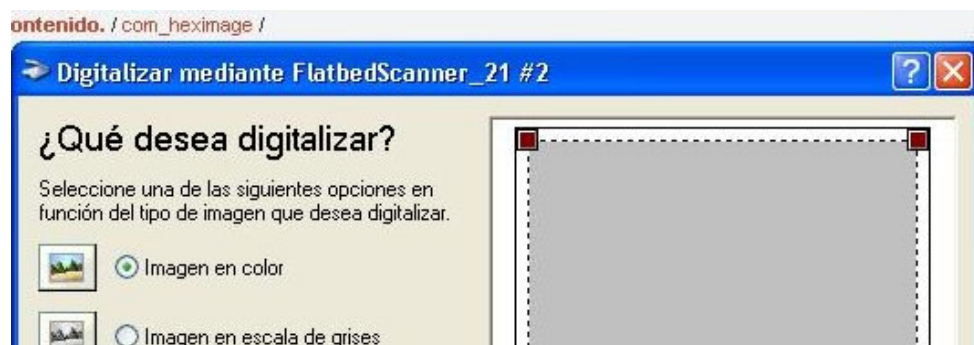 ontenido. / com_heximage /
Digitalizar mediante FlatbedScanner_21 #2
¿Qué desea digitalizar?
Seleccione una de las siguientes opciones en
función del tipo de imagen que desea digitalizar.
Imagen en color
Imagen en escala de grises